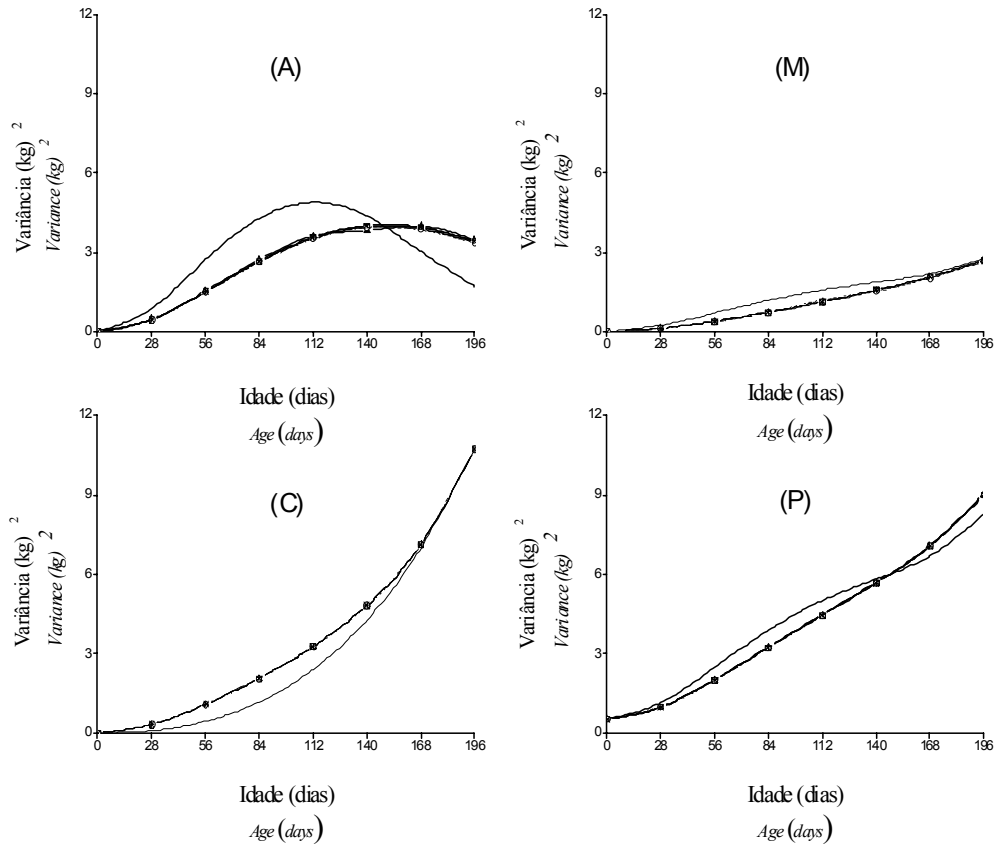 12
9
6
3
0
(A)
Variância (kg) 2
Variance (kg) 2
0 28 56 84 112 140 168 196
Idade (dias)
Age (days)
12
9
6
3
0
(M)
Variância (kg) 2
Variance (kg) 2
0 28 56 84 112 140 168 196
Idade (dias)
Age (days)
12
9
6
3
0
(C)
Variância (kg) 2
Variance (kg) 2
0 28 56 84 112 140 168 196
Idade (dias)
Age (days)
12
9
6
3
0
(P)
Variância (kg) 2
Variance (kg) 2
0 28 56 84 112 140 168 196
Idade (dias)
Age (days)